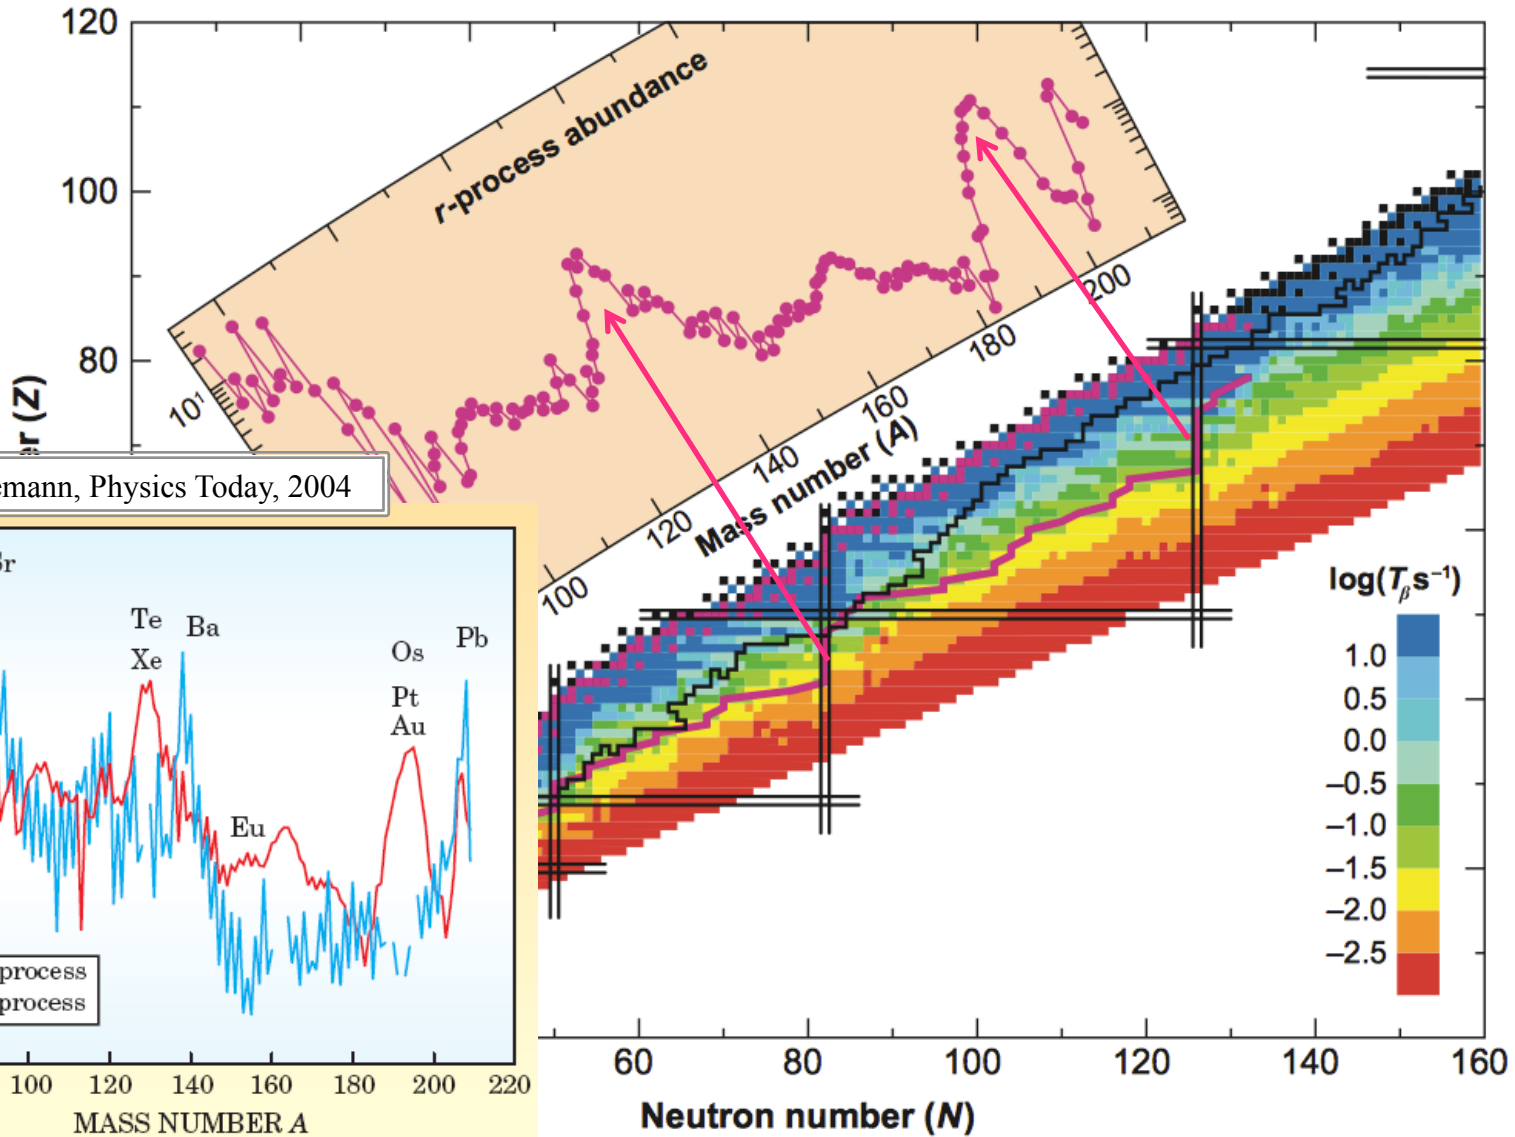 120
100
80
er (Z)
r-process abundance
10¹
100
120
140
160
180
200
Mass number (A)
emann, Physics Today, 2004
Sr
Te
Xe
Ba
Os
Pt
Au
Pb
Eu
process
process
100 120 140 160 180 200 220
MASS NUMBER A
log(Tβs⁻¹)
1.0
0.5
0.0
−0.5
−1.0
−1.5
−2.0
−2.5
60 80 100 120 140 160
Neutron number (N)